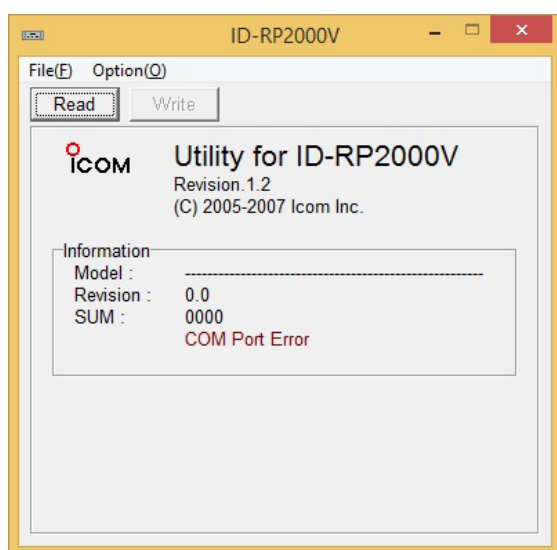 ID-RP2000V
File(F) Option(O)
Read Write
ICOM
Utility for ID-RP2000V
Revision.1.2
(C) 2005-2007 Icom Inc.
Information
Model : ------------------------------------------------------
Revision : 0.0
SUM : 0000
COM Port Error